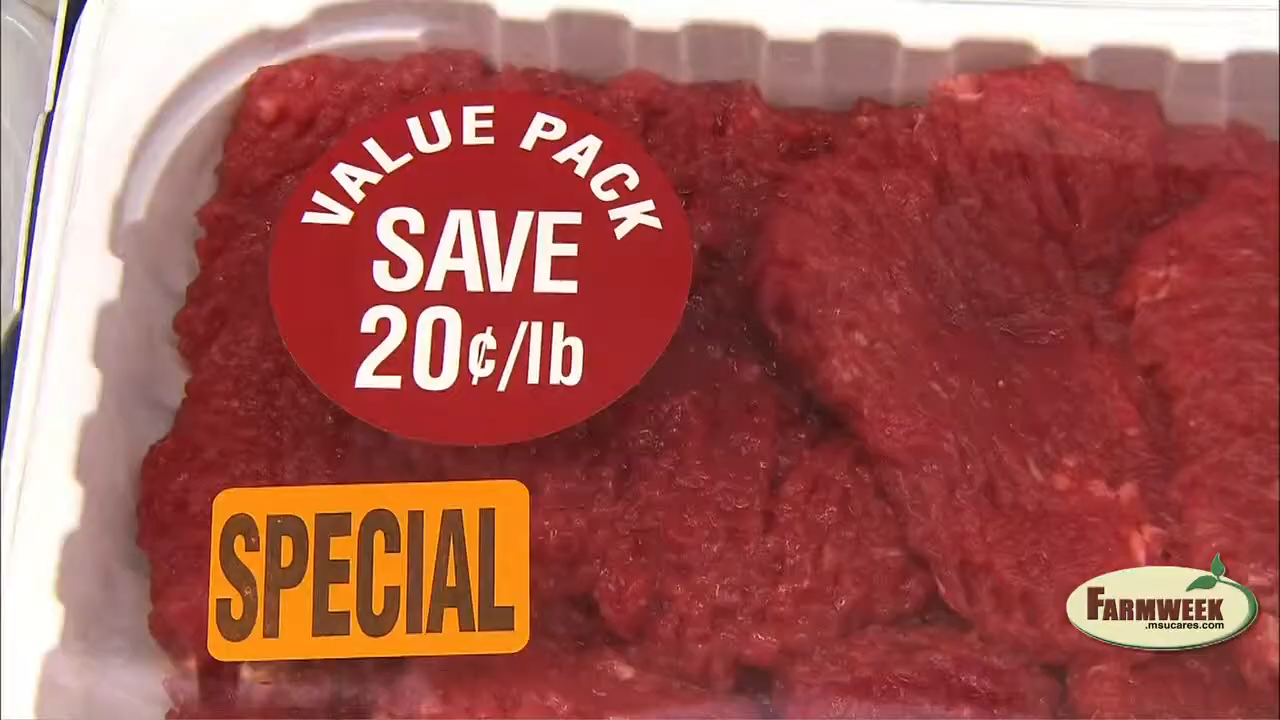 VALUE PACK
SAVE
20¢/lb
SPECIAL
FARMWEEK
.msucares.com